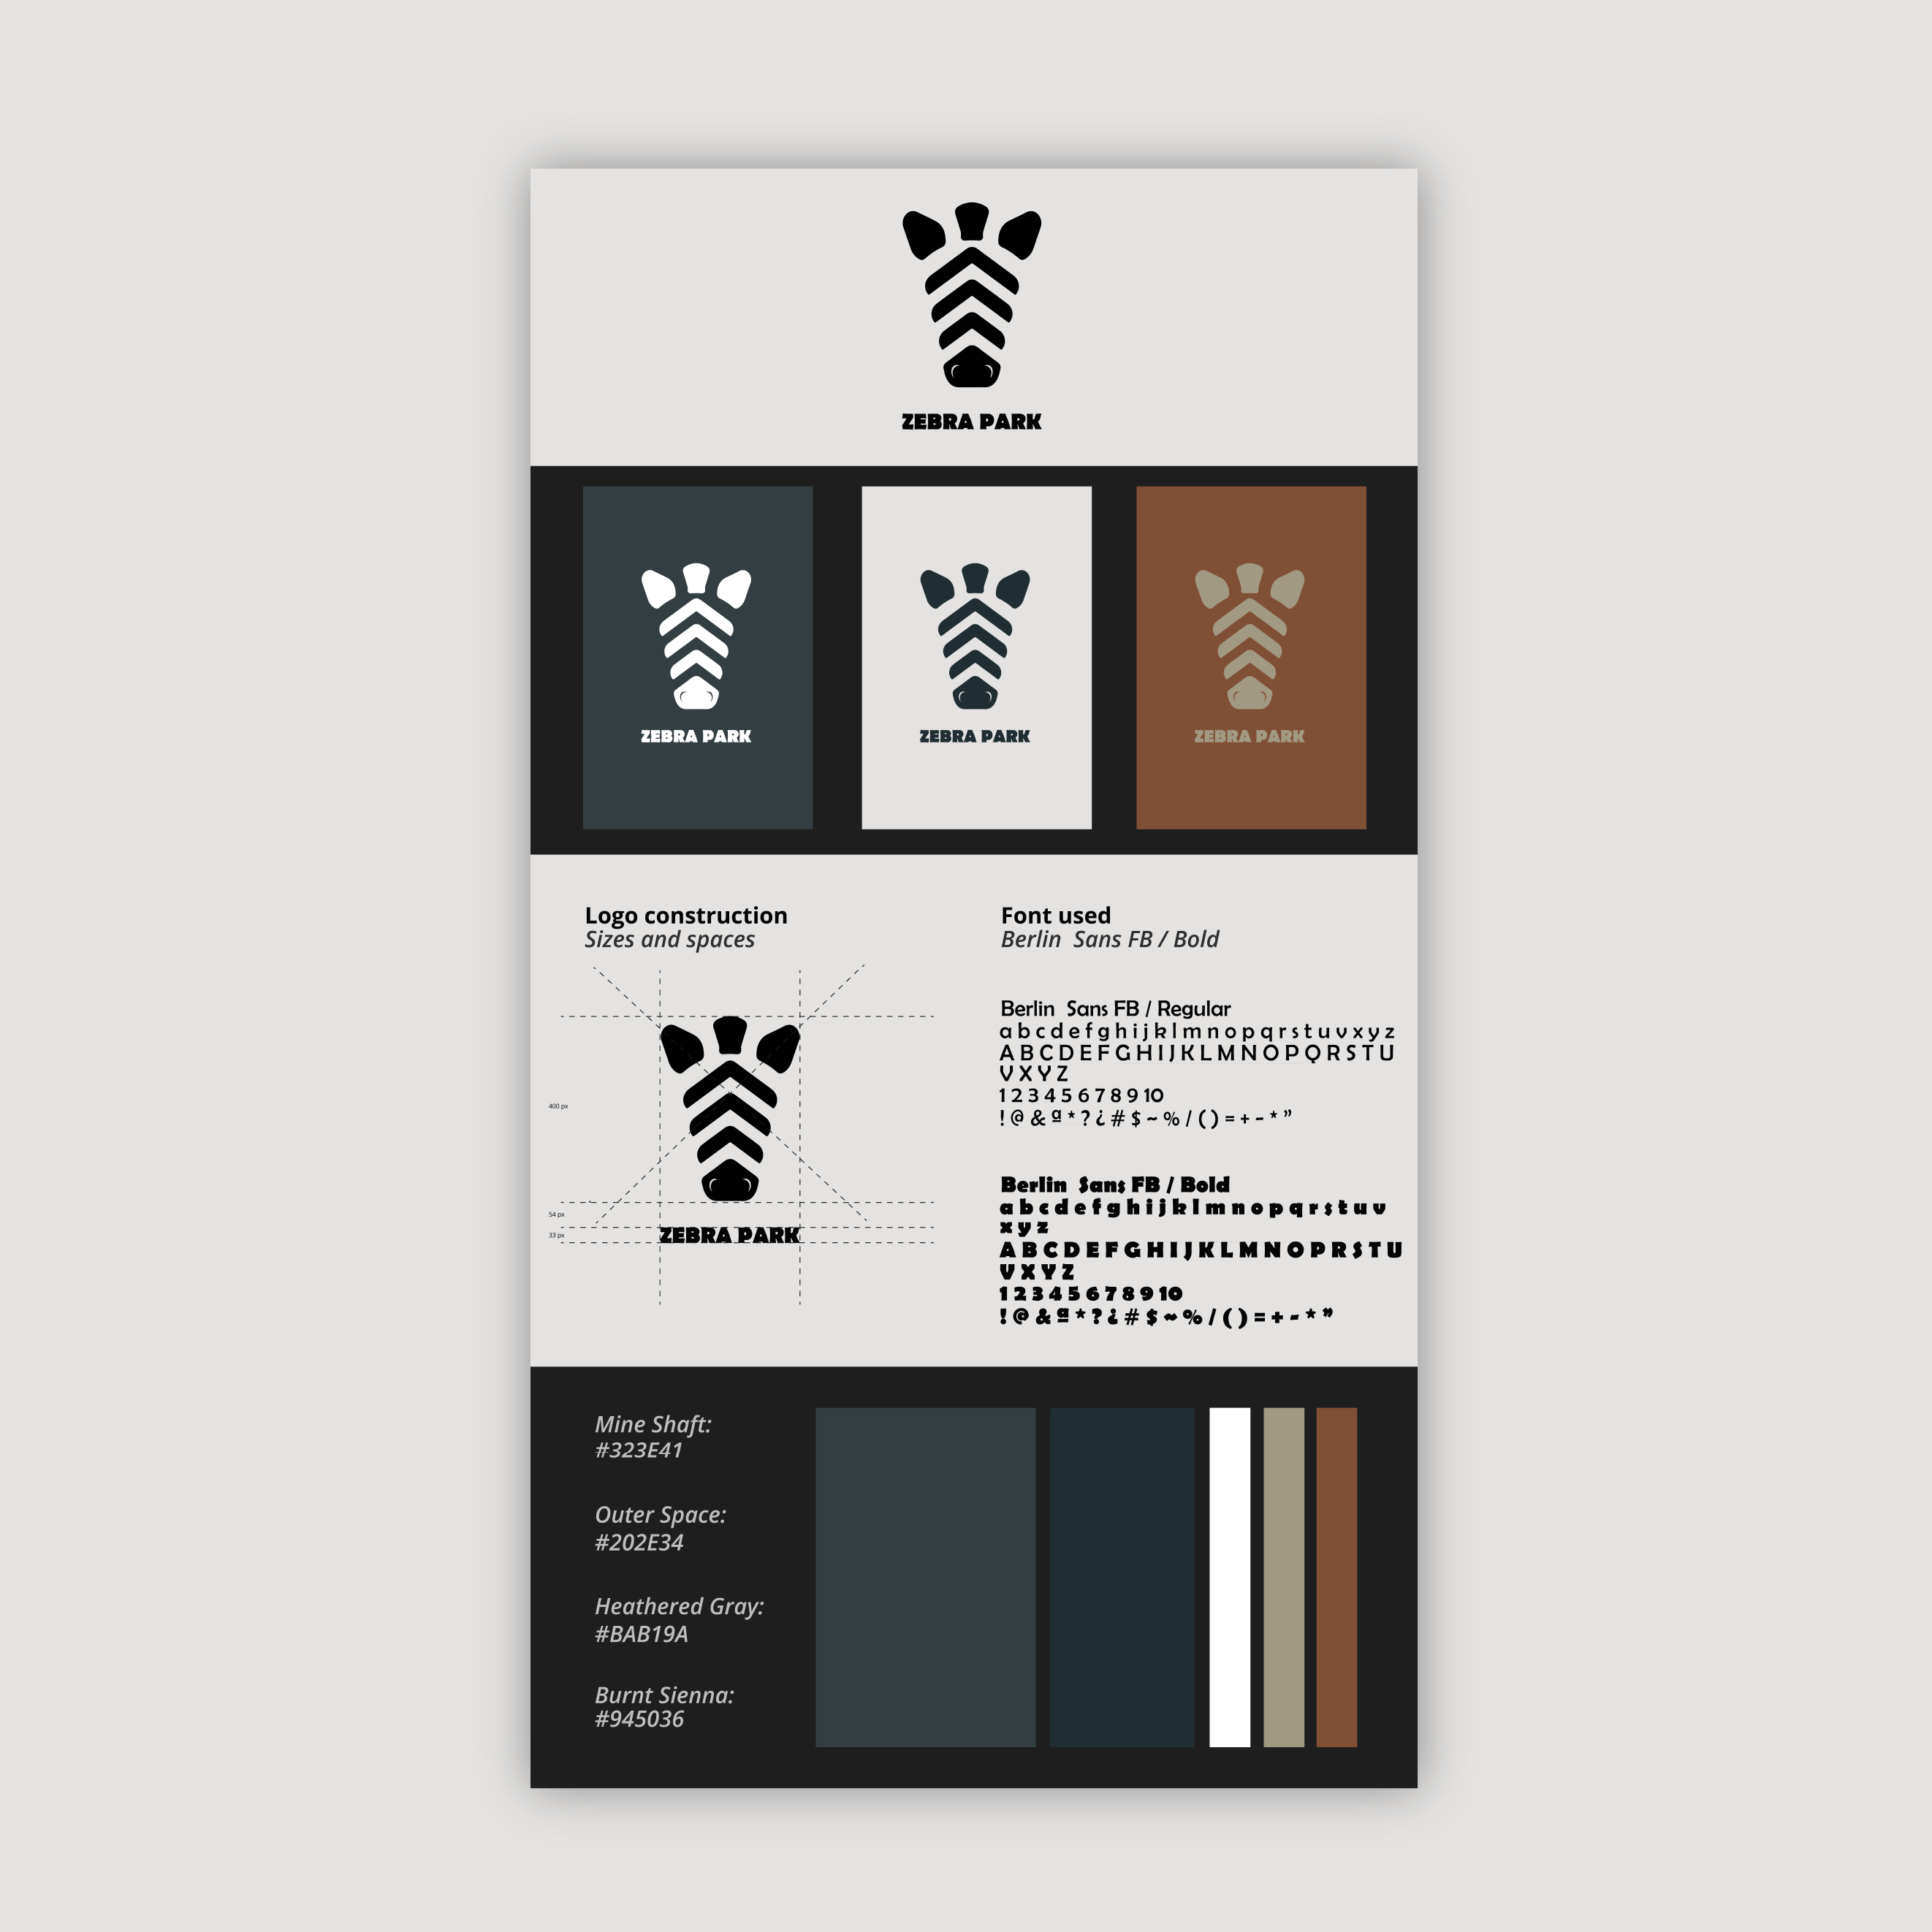 ZEBRA PARK
ZEBRA PARK
ZEBRA PARK
ZEBRA PARK
Logo construction
Sizes and spaces
400 px
54 px
33 px
ZEBRA PARK
Font used
Berlin Sans FB / Bold
Berlin Sans FB / Regular
a b c d e f g h i j k l m n o p q r s t u v x y z
A B C D E F G H I J K L M N O P Q R S T U
V X Y Z
1 2 3 4 5 6 7 8 9 10
! @ & ª * ? ¿ # $ ~ % / ( ) = + - * ”
Berlin Sans FB / Bold
a b c d e f g h i j k l m n o p q r s t u v
x y z
A B C D E F G H I J K L M N O P R S T U
V X Y Z
1 2 3 4 5 6 7 8 9 10
! @ & ª * ? ¿ # $ ~ % / ( ) = + - * ”
Mine Shaft:
#323E41
Outer Space:
#202E34
Heathered Gray:
#BAB19A
Burnt Sienna:
#945036